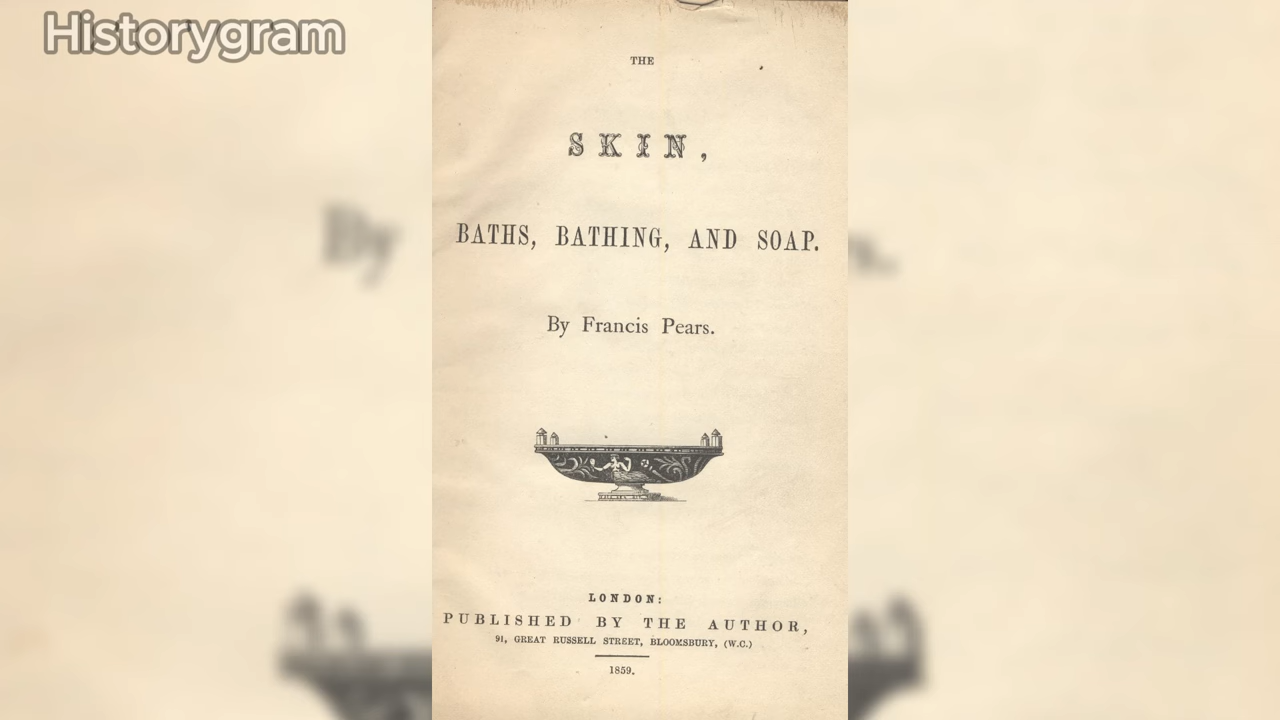 Historygram
THE
SKIN,
BATHS, BATHING, AND SOAP.
By Francis Pears.
LONDON:
PUBLISHED BY THE AUTHOR,
91, GREAT RUSSELL STREET, BLOOMSBURY, (W.C.)
1859.